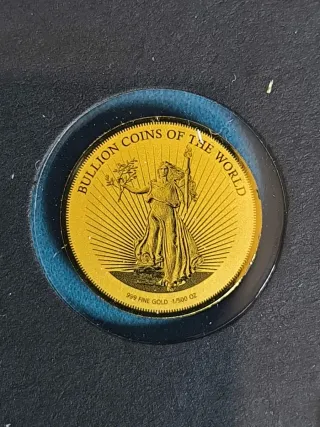 BULLION COINS OF THE WORLD
999 FINE GOLD 1/500 OZ